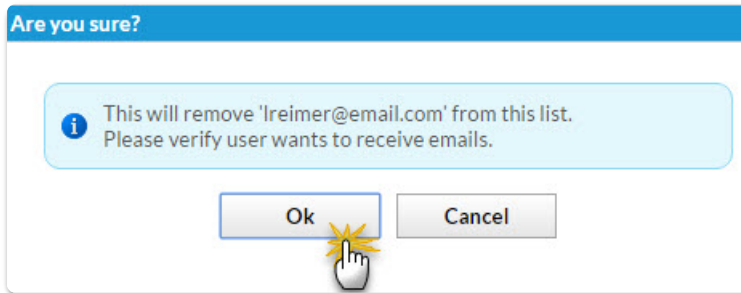 Are you sure?
This will remove 'lreimer@email.com' from this list.
Please verify user wants to receive emails.
Ok
Cancel